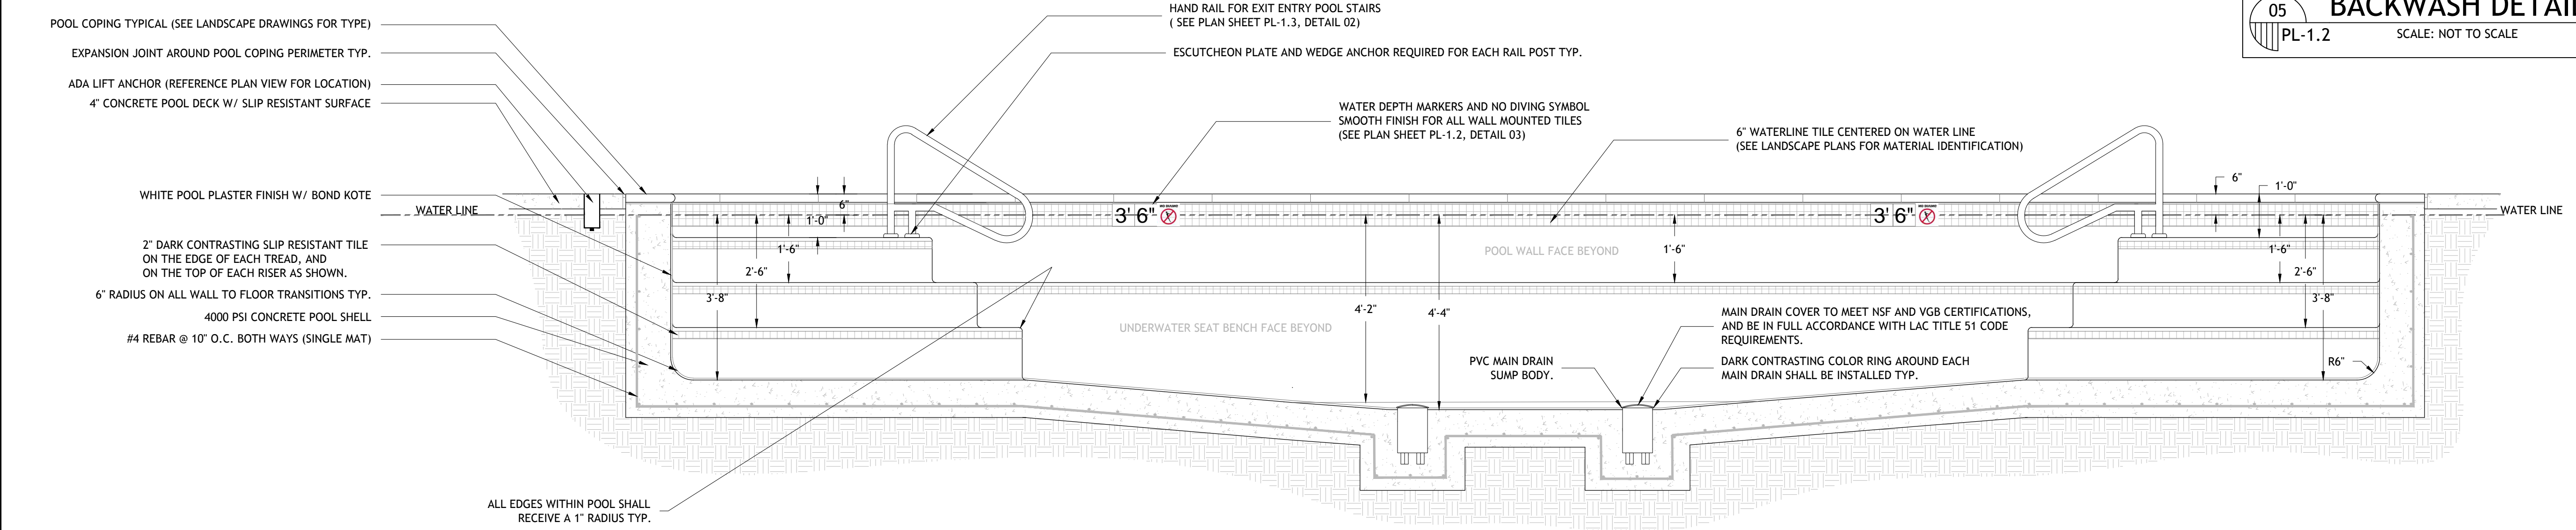 POOL COPING TYPICAL (SEE LANDSCAPE DRAWINGS FOR TYPE)
EXPANSION JOINT AROUND POOL COPING PERIMETER TYP.
ADA LIFT ANCHOR (REFERENCE PLAN VIEW FOR LOCATION)
4" CONCRETE POOL DECK W/ SLIP RESISTANT SURFACE
WHITE POOL PLASTER FINISH W/ BOND KOTE
WATER LINE
2" DARK CONTRASTING SLIP RESISTANT TILE
ON THE EDGE OF EACH TREAD, AND
ON THE TOP OF EACH RISER AS SHOWN.
6" RADIUS ON ALL WALL TO FLOOR TRANSITIONS TYP.
4000 PSI CONCRETE POOL SHELL
#4 REBAR @ 10" O.C. BOTH WAYS (SINGLE MAT)
ALL EDGES WITHIN POOL SHALL
RECEIVE A 1" RADIUS TYP.
HAND RAIL FOR EXIT ENTRY POOL STAIRS
( SEE PLAN SHEET PL-1.3, DETAIL 02)
ESCUTCHEON PLATE AND WEDGE ANCHOR REQUIRED FOR EACH RAIL POST TYP.
WATER DEPTH MARKERS AND NO DIVING SYMBOL
SMOOTH FINISH FOR ALL WALL MOUNTED TILES
(SEE PLAN SHEET PL-1.2, DETAIL 03)
6" WATERLINE TILE CENTERED ON WATER LINE
(SEE LANDSCAPE PLANS FOR MATERIAL IDENTIFICATION)
6"
1'-0"
1'-6"
2'-6"
3'-8"
3' 6"
NO DIVING
POOL WALL FACE BEYOND
UNDERWATER SEAT BENCH FACE BEYOND
4'-2"
4'-4"
1'-6"
3' 6"
NO DIVING
MAIN DRAIN COVER TO MEET NSF AND VGB CERTIFICATIONS,
AND BE IN FULL ACCORDANCE WITH LAC TITLE 51 CODE
REQUIREMENTS.
PVC MAIN DRAIN
SUMP BODY.
DARK CONTRASTING COLOR RING AROUND EACH
MAIN DRAIN SHALL BE INSTALLED TYP.
6"
1'-0"
1'-6"
2'-6"
3'-8"
R6"
WATER LINE
05
PL-1.2
BACKWASH DETAI
SCALE: NOT TO SCALE